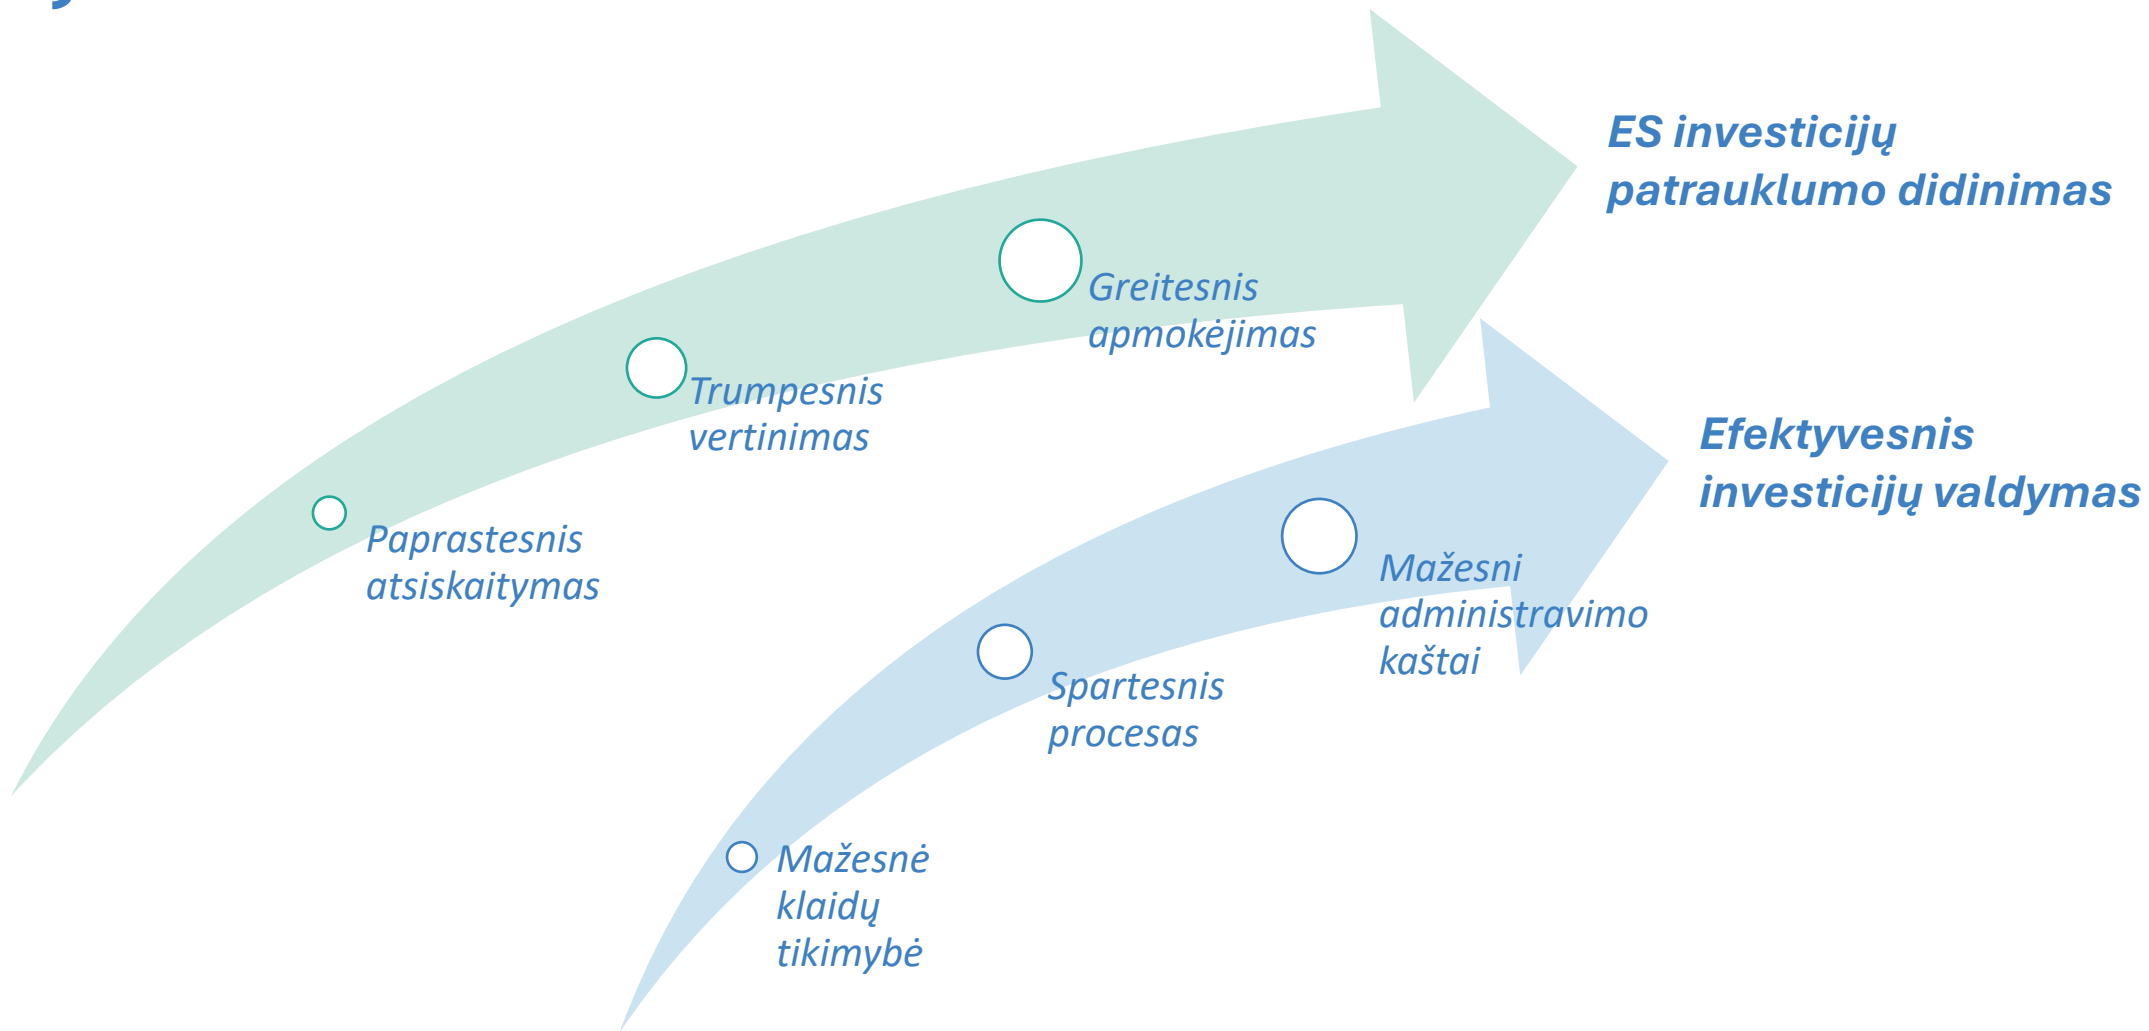 ES investicijų
patrauklumo didinimas
Greitesnis
apmokėjimas
Trumpesnis
vertinimas
Paprastesnis
atsiskaitymas
Efektyvesnis
investicijų valdymas
Mažesni
administravimo
kaštai
Spartesnis
procesas
Mažesnė
klaidų
tikimybė